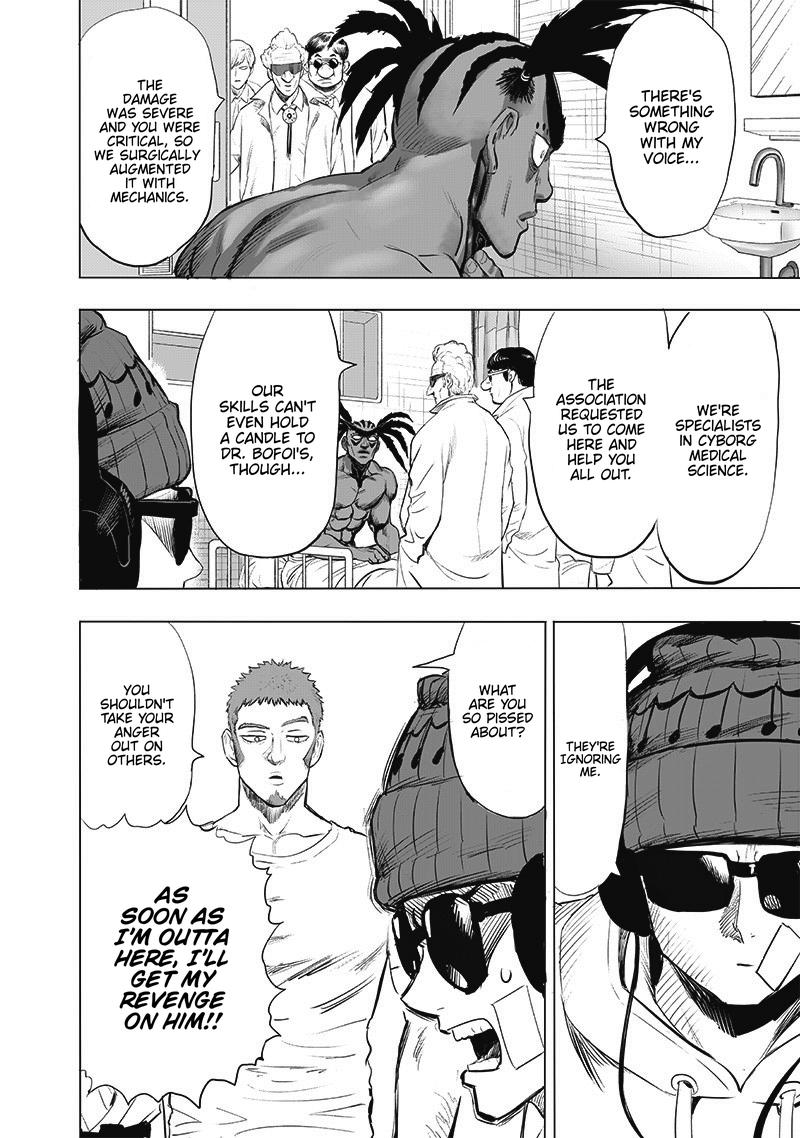 THERE'S
SOMETHING
WRONG
WITH MY
VOICE...
THE
DAMAGE
WAS SEVERE
AND YOU WERE
CRITICAL, SO
WE SURGICALLY
AUGMENTED
IT WITH
MECHANICS.
WE'RE
SPECIALISTS
IN CYBORG
MEDICAL
SCIENCE.
THE
ASSOCIATION
REQUESTED
US TO COME
HERE AND
HELP YOU
ALL OUT.
OUR
SKILLS CAN'T
EVEN HOLD
A CANDLE TO
DR. BOFOI'S,
THOUGH...
THEY'RE
IGNORING
ME.
WHAT
ARE YOU
SO PISSED
ABOUT?
YOU
SHOULDN'T
TAKE YOUR
ANGER
OUT ON
OTHERS.
AS
SOON AS
I'M OUTTA
HERE, I'LL
GET MY
REVENGE
ON HIM!!